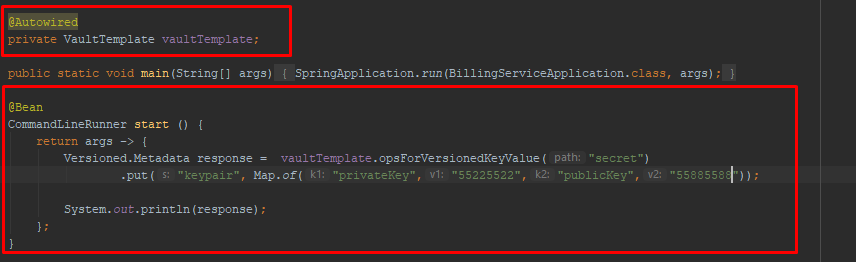 @Autowired
private VaultTemplate vaultTemplate;
public static void main(String[] args) { SpringApplication.run(BillingServiceApplication.class, args); }
@Bean
CommandLineRunner start () {
return args -> {
Versioned.Metadata response = vaultTemplate.opsForVersionedKeyValue( path: "secret")
.put( s: "keypair", Map.of( k1: "privateKey", v1: "55225522", k2: "publicKey", v2: "55885588"));
System.out.println(response);
};
}